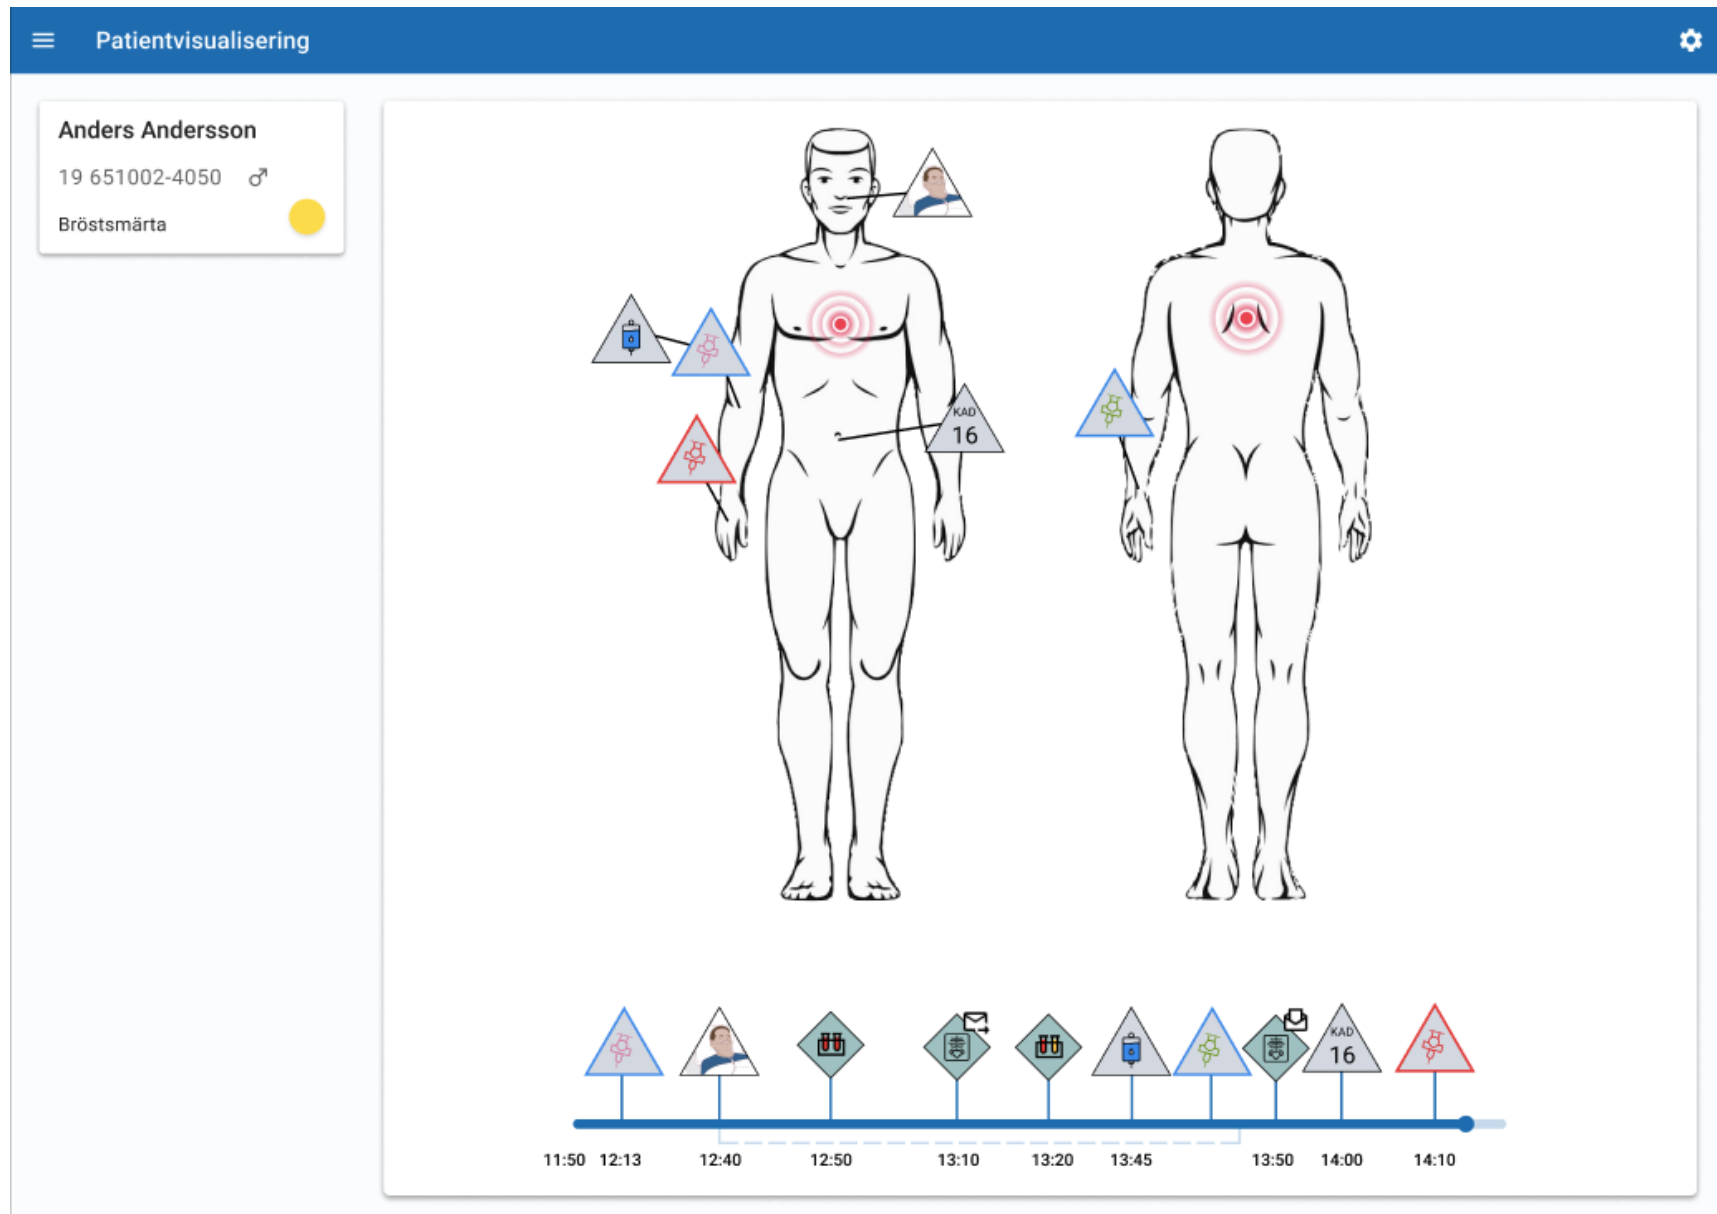 Patientvisualisering
Anders Andersson
19 651002-4050
Bröstsmärta
KAD
16
KAD
16
11:50 12:13 12:40 12:50 13:10 13:20 13:45 13:50 14:00 14:10